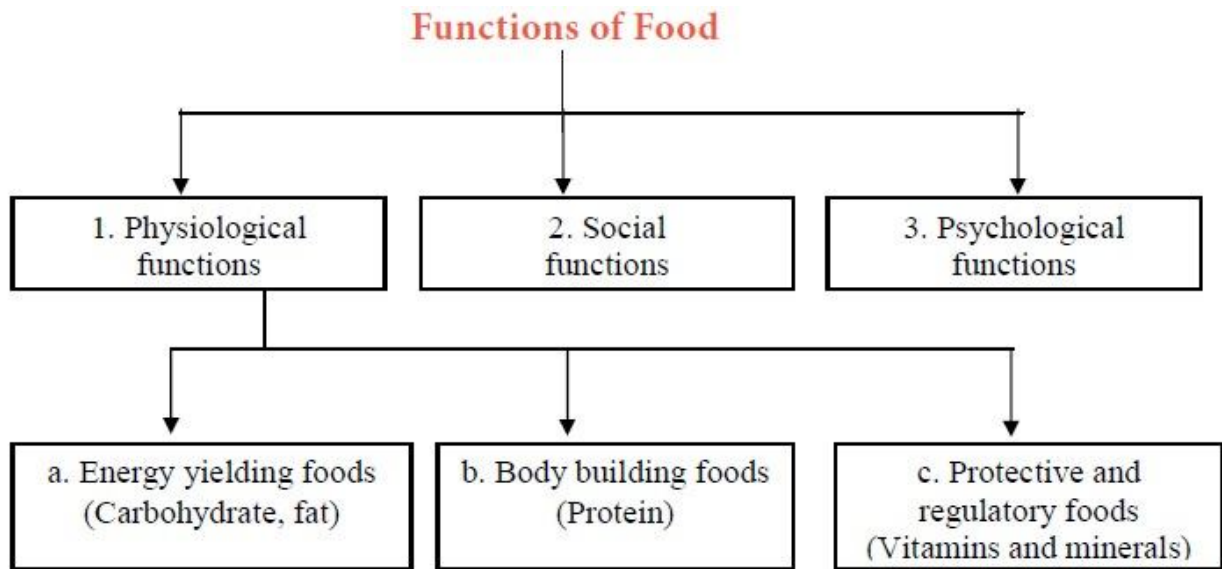 Functions of Food
1. Physiological
functions
2. Social
functions
3. Psychological
functions
a. Energy yielding foods
(Carbohydrate, fat)
b. Body building foods
(Protein)
c. Protective and
regulatory foods
(Vitamins and minerals)